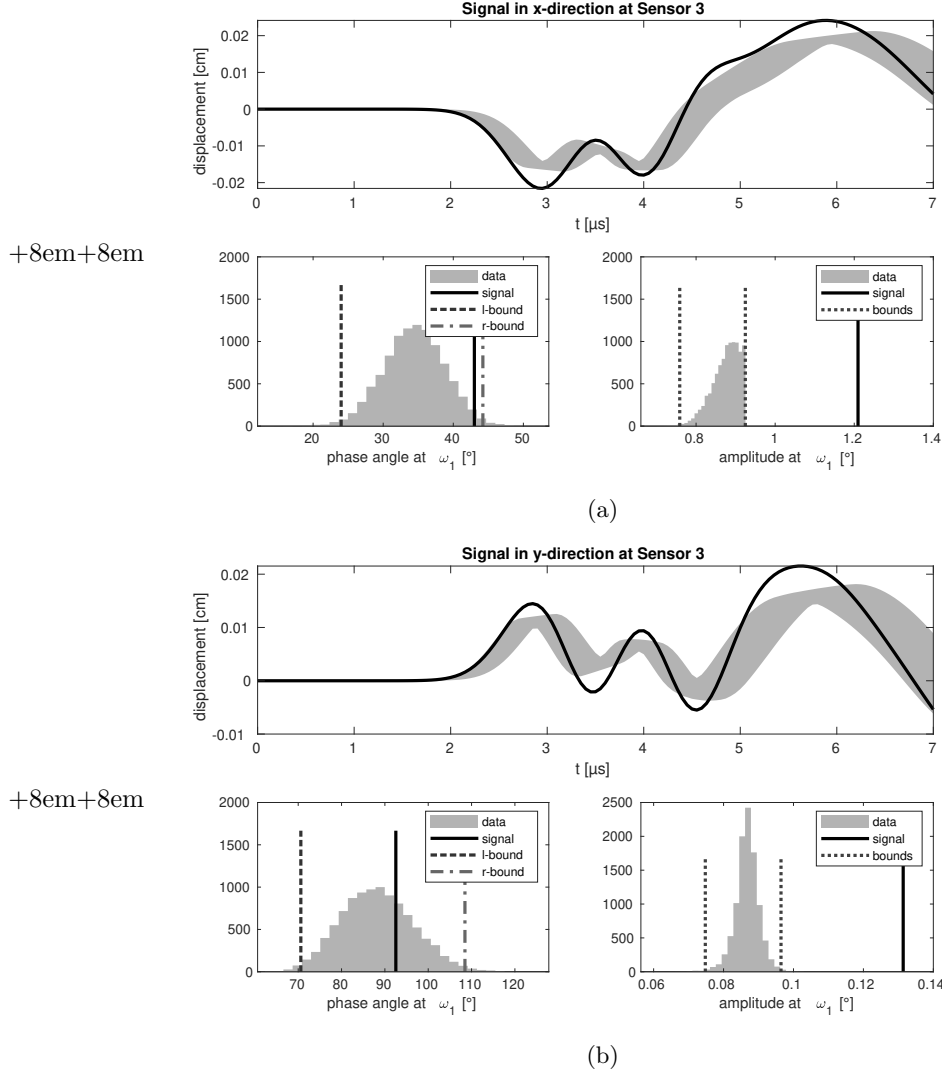 Signal in x-direction at Sensor 3
displacement [cm]
0.02
0.01
0
-0.01
-0.02
0 1 2 3 4 5 6 7
t [µs]
+8em+8em
2000
1500
1000
500
0
data
signal
l-bound
r-bound
20 30 40 50
phase angle at ω1 [°]
2000
1500
1000
500
0
data
signal
bounds
0.8 1 1.2 1.4
amplitude at ω1 [°]
(a)
Signal in y-direction at Sensor 3
displacement [cm]
0.02
0.01
0
-0.01
0 1 2 3 4 5 6 7
t [µs]
+8em+8em
2000
1500
1000
500
0
data
signal
l-bound
r-bound
70 80 90 100 110 120
phase angle at ω1 [°]
2500
2000
1500
1000
500
0
data
signal
bounds
0.06 0.08 0.1 0.12 0.14
amplitude at ω1 [°]
(b)